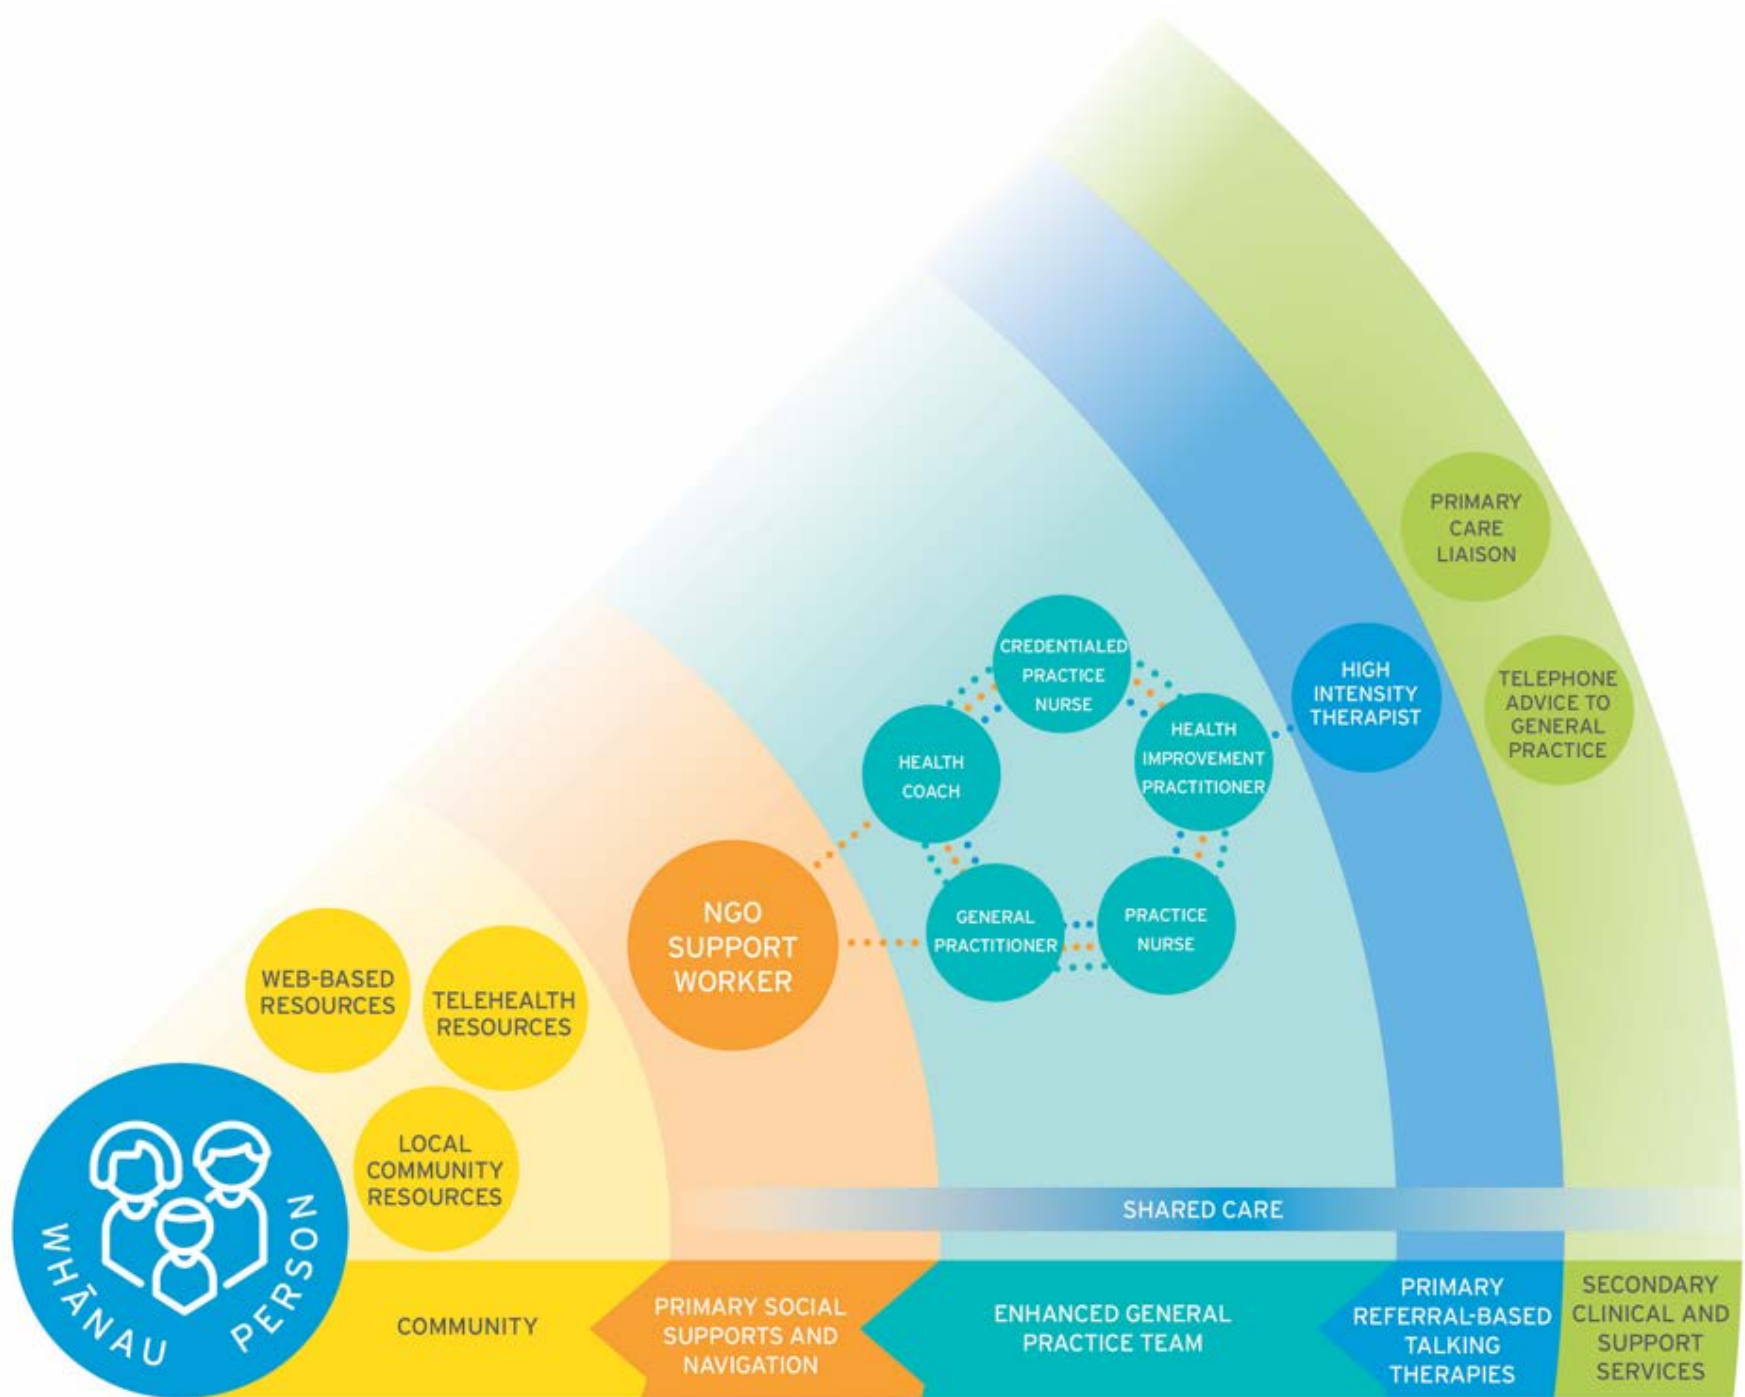 PRIMARY
CARE
LIAISON
CREDENTIALED
PRACTICE
NURSE
HIGH
INTENSITY
THERAPIST
TELEPHONE
ADVICE TO
GENERAL
PRACTICE
HEALTH
IMPROVEMENT
PRACTITIONER
HEALTH
COACH
NGO
SUPPORT
WORKER
GENERAL
PRACTITIONER
PRACTICE
NURSE
WEB-BASED
RESOURCES
TELEHEALTH
RESOURCES
LOCAL
COMMUNITY
RESOURCES
WHĀNAU
PERSON
SHARED CARE
COMMUNITY
PRIMARY SOCIAL
SUPPORTS AND
NAVIGATION
ENHANCED GENERAL
PRACTICE TEAM
PRIMARY
REFERRAL-BASED
TALKING
THERAPIES
SECONDARY
CLINICAL AND
SUPPORT
SERVICES